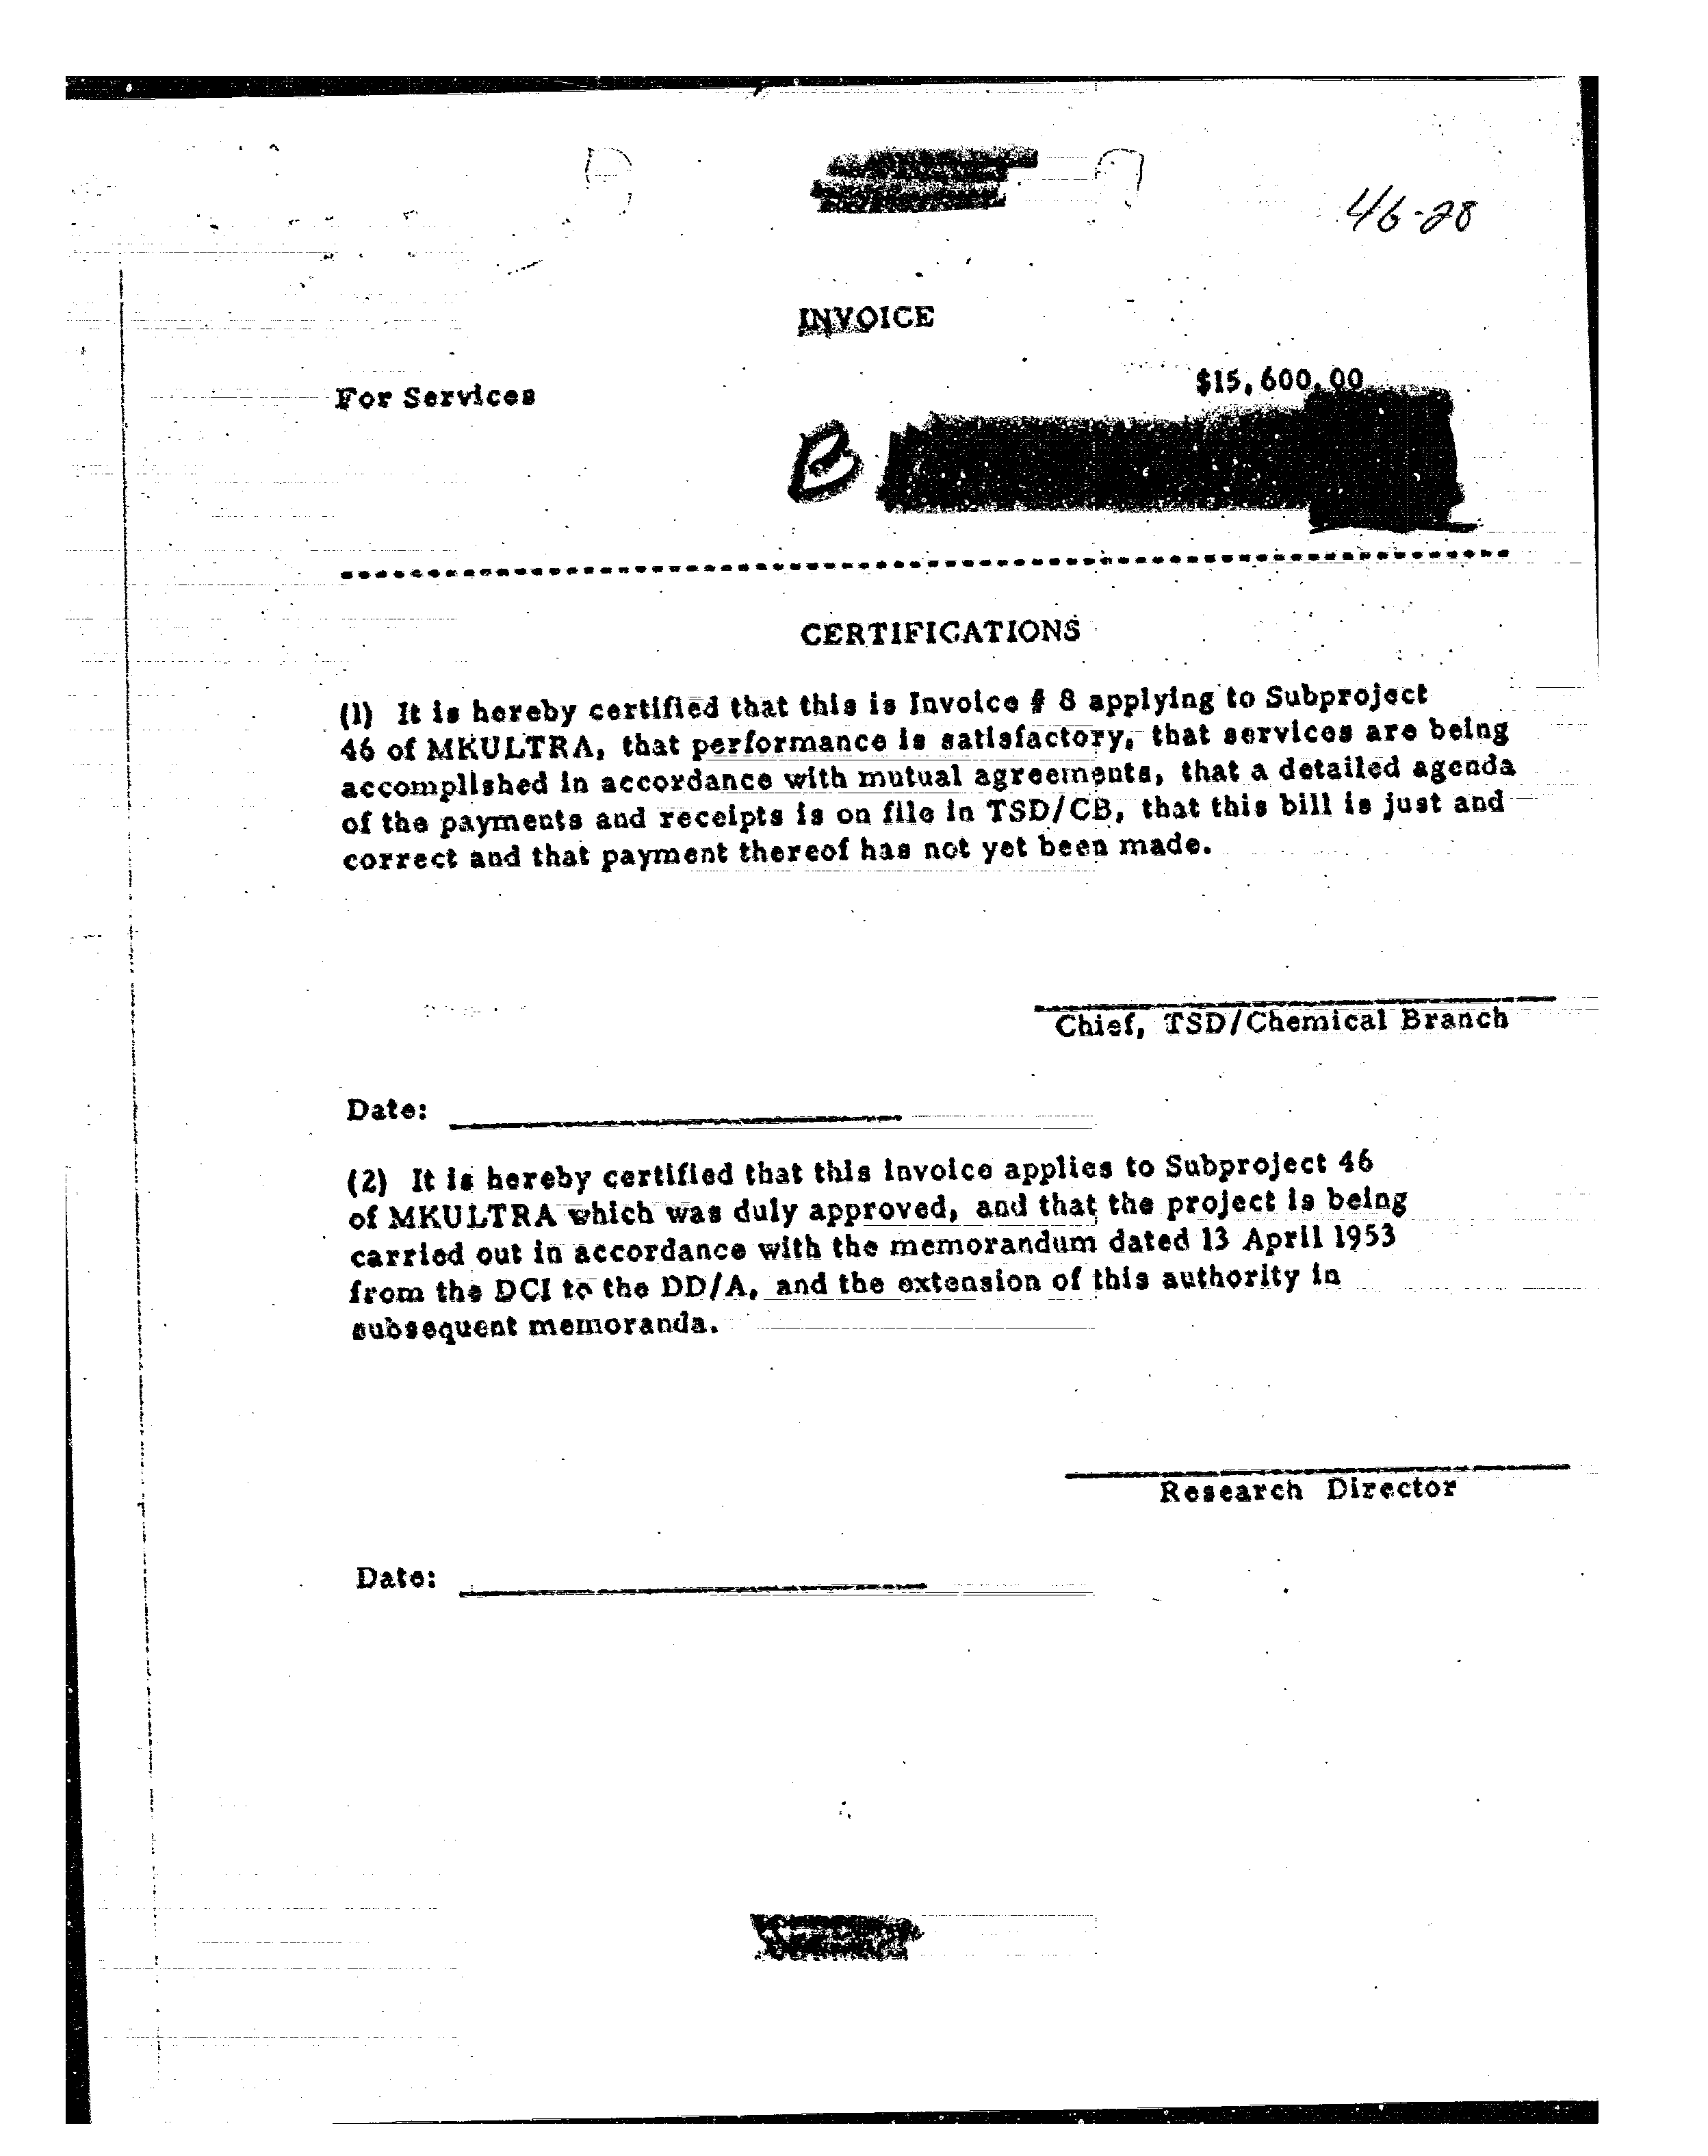 46-28
INVOICE
For Services
$15,600.00
B
CERTIFICATIONS
(1) It is hereby certified that this is Invoice # 8 applying to Subproject
46 of MKULTRA, that performance is satisfactory, that services are being
accomplished in accordance with mutual agreements, that a detailed agenda
of the payments and receipts is on file in TSD/CB, that this bill is just and
correct and that payment thereof has not yet been made.
Chief, TSD/Chemical Branch
Date:
(2) It is hereby certified that this invoice applies to Subproject 46
of MKULTRA which was duly approved, and that the project is being
carried out in accordance with the memorandum dated 13 April 1953
from the DCI to the DD/A, and the extension of this authority in
subsequent memoranda.
Research Director
Date: